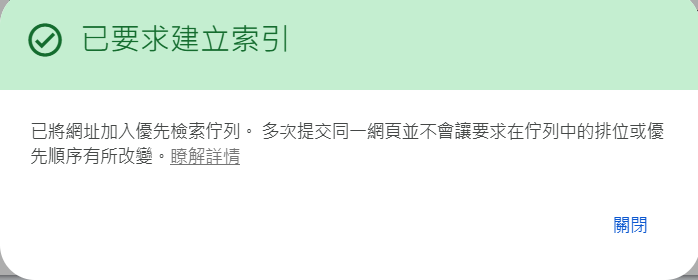 已要求建立索引
已將網址加入優先檢索佇列。 多次提交同一網頁並不會讓要求在佇列中的排位或優
先順序有所改變。瞭解詳情
關閉